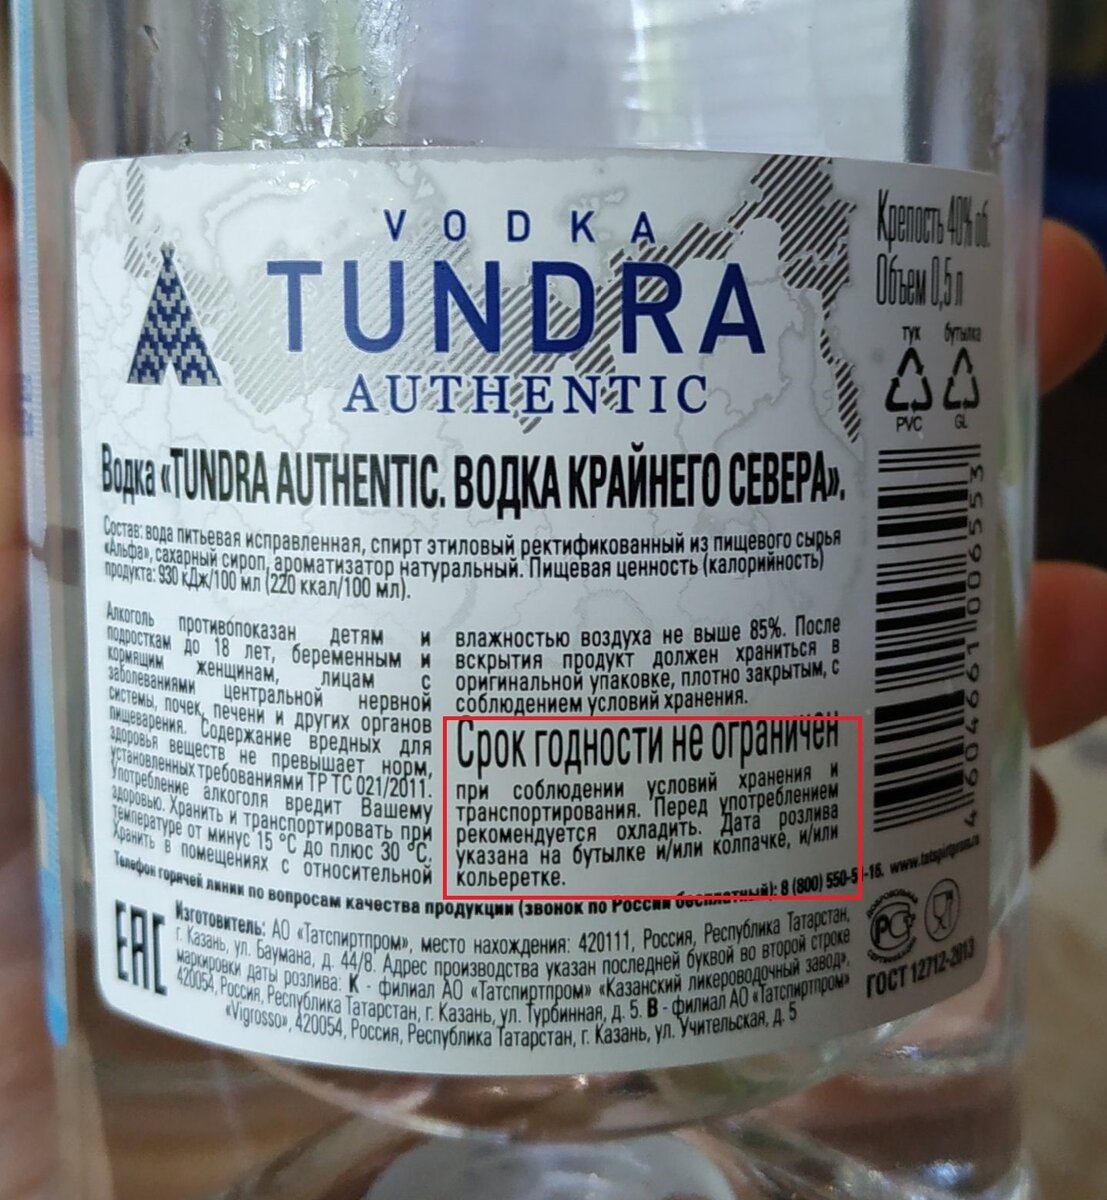 VODKA
TUNDRA
AUTHENTIC
Водка «TUNDRA AUTHENTIC. ВОДКА КРАЙНЕГО СЕВЕРА».
Состав: вода питьевая исправленная, спирт этиловый ректификованный из пищевого сырья
«Альфа», сахарный сироп, ароматизатор натуральный. Пищевая ценность (калорийность)
продукта: 930 кДж/100 мл (220 ккал/100 мл).
Алкоголь противопоказан детям и
подросткам до 18 лет, беременным и
кормящим женщинам, лицам с
заболеваниями центральной нервной
системы, почек, печени и других органов
пищеварения. Содержание вредных для
здоровья веществ не превышает норм,
установленных требованиями ТР ТС 021/2011.
Употребление алкоголя вредит Вашему
здоровью. Хранить и транспортировать при
температуре от минус 15 °С до плюс 30 °С.
Хранить в помещениях с относительной
влажностью воздуха не выше 85%. После
вскрытия продукт должен храниться в
оригинальной упаковке, плотно закрытым, с
соблюдением условий хранения.
Срок годности не ограничен
при соблюдении условий хранения и
транспортирования. Перед употреблением
рекомендуется охладить. Дата розлива
указана на бутылке и/или колпачке, и/или
кольеретке.
Телефон горячей линии по вопросам качества продукции (звонок по России бесплатный): 8 (800) 550-5 -16. www.tatspirtprom.ru
Изготовитель: АО «Татспиртпром», место нахождения: 420111, Россия, Республика Татарстан,
г. Казань, ул. Баумана, д. 44/8. Адрес производства указан последней буквой во второй строке
маркировки даты розлива: К - филиал АО «Татспиртпром» «Казанский ликероводочный завод»,
420054, Россия, Республика Татарстан, г. Казань, ул. Турбинная, д. 5. В - филиал АО «Татспиртпром»
«Vigrosso», 420054, Россия, Республика Татарстан, г. Казань, ул. Учительская, д. 5
EAC
Крепость 40% об.
Объем 0,5 л
тук бутылка
PVC GL
4 604661 006553
ДОБРОВОЛЬНАЯ
РСТ
СЕРТИФИКАЦИЯ
ГОСТ 12712-2013